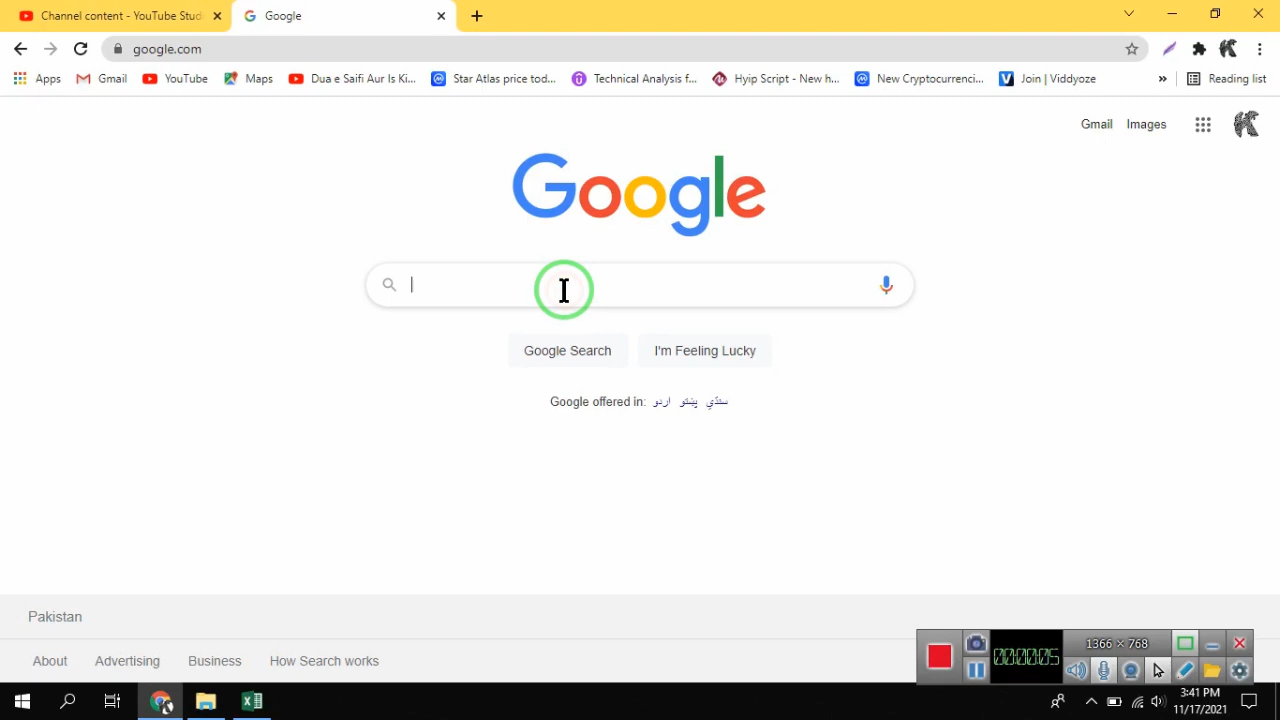 Channel content - YouTube Stud
Google
google.com
Apps
Gmail
YouTube
Maps
Dua e Saifi Aur Is Ki...
Star Atlas price tod...
Technical Analysis f...
Hyip Script - New h...
New Cryptocurrenci...
Join | Viddyoze
»
Reading list
Gmail
Images
Google
Google Search
I'm Feeling Lucky
Google offered in: اردو پښتو سنڌي
Pakistan
About
Advertising
Business
How Search works
00:00:05
1366 × 768
3:41 PM
11/17/2021